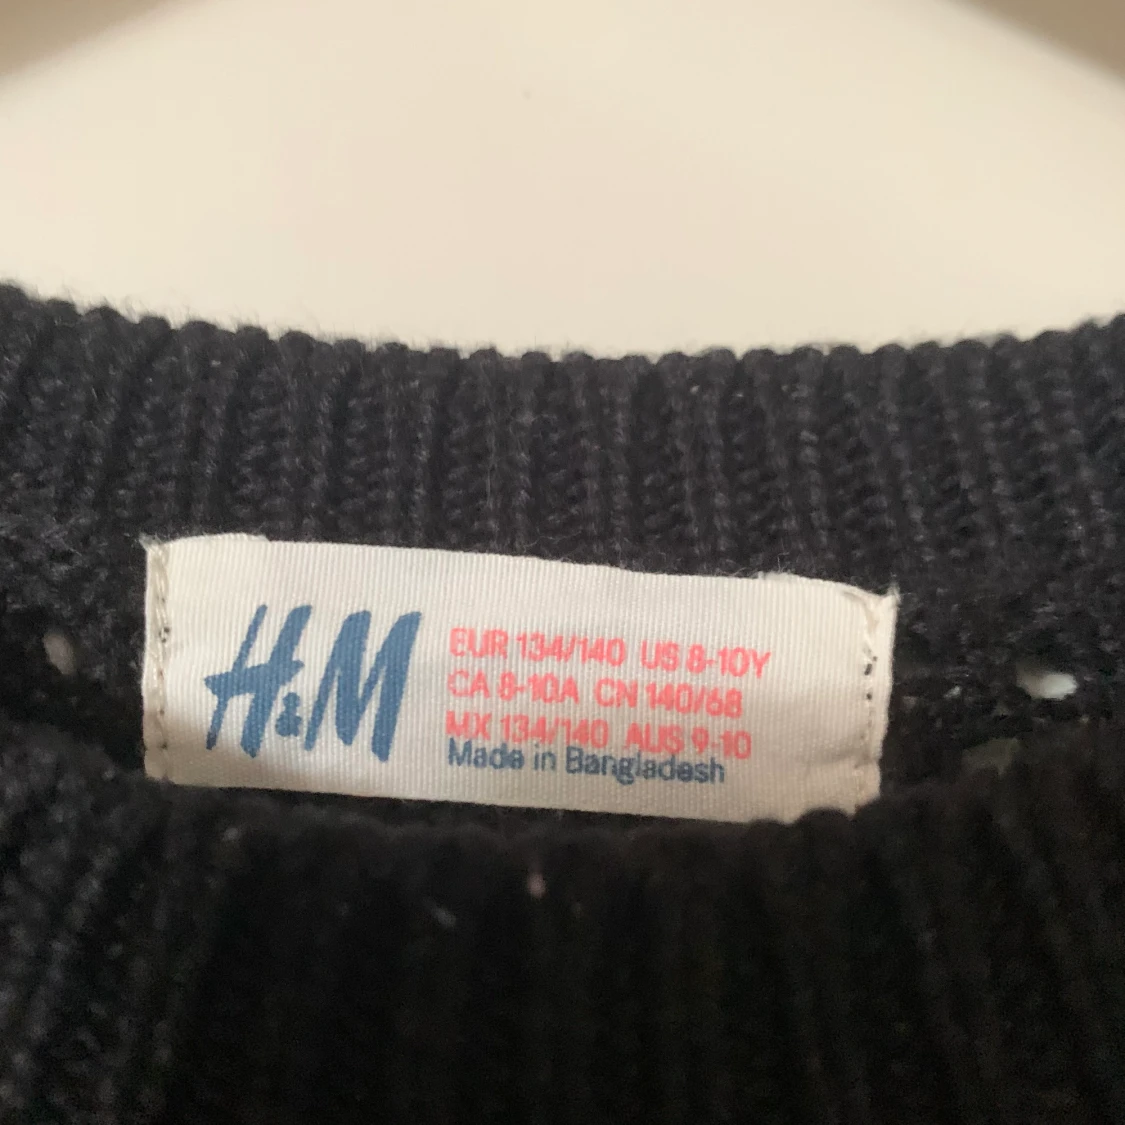 H&M
EUR 134/140 US 8-10Y
CA 8-10A CN 140/68
MX 134/140 AUS 9-10
Made in Bangladesh